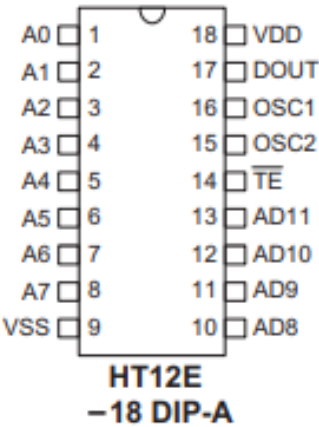 A0 1 18 VDD
A1 2 17 DOUT
A2 3 16 OSC1
A3 4 15 OSC2
A4 5 14 T̅E̅
A5 6 13 AD11
A6 7 12 AD10
A7 8 11 AD9
VSS 9 10 AD8
HT12E
–18 DIP-A